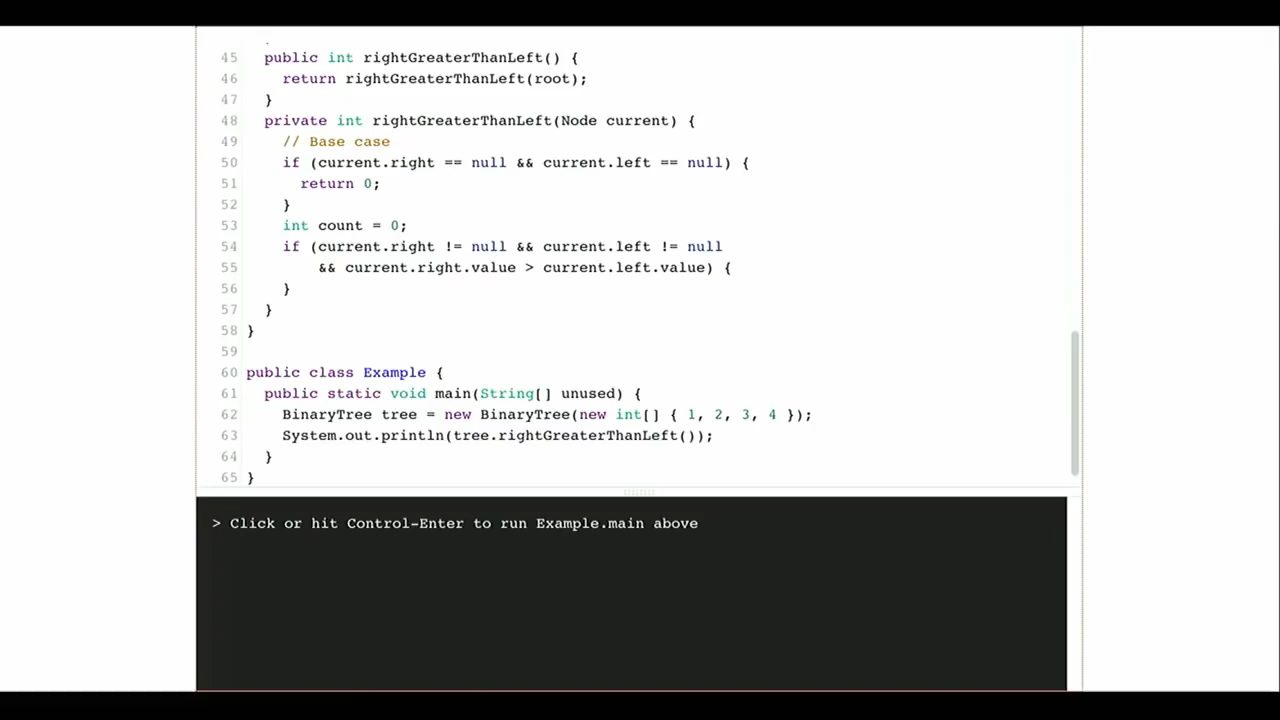 45 public int rightGreaterThanLeft() {
46 return rightGreaterThanLeft(root);
47 }
48 private int rightGreaterThanLeft(Node current) {
49 // Base case
50 if (current.right == null && current.left == null) {
51 return 0;
52 }
53 int count = 0;
54 if (current.right != null && current.left != null
55 && current.right.value > current.left.value) {
56 }
57 }
58 }
59
60 public class Example {
61 public static void main(String[] unused) {
62 BinaryTree tree = new BinaryTree(new int[] { 1, 2, 3, 4 });
63 System.out.println(tree.rightGreaterThanLeft());
64 }
65 }
> Click or hit Control-Enter to run Example.main above